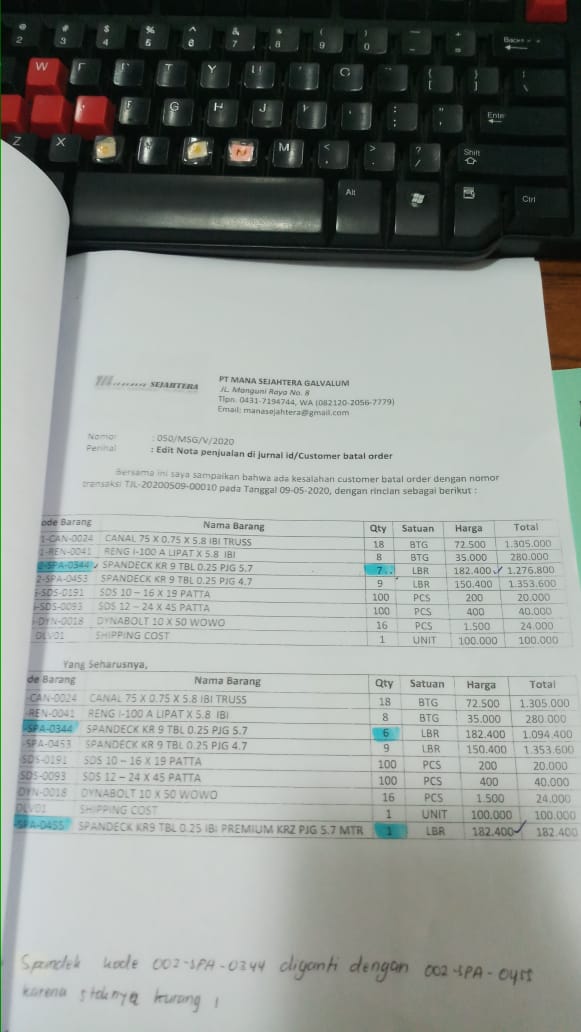 @ # $ % ^ & * ( ) — +
2 3 4 5 6 7 8 9 0 - = Back
W T Y U
G H J Enter
Z X M < > ? Shift
, . /
Alt Ctrl
SEJAHTERA
PT MANA SEJAHTERA GALVALUM
JL. Manguni Raya No. 8
Tlpn. 0431-7194744, WA (082120-2056-7779)
Email: manasejahtera@gmail.com
Nomor : 050/MSG/V/2020
Perihal : Edit Nota penjualan di jurnal id/Customer batal order
Bersama ini saya sampaikan bahwa ada kesalahan customer batal order dengan nomor
transaksi TJL-20200509-00010 pada Tanggal 09-05-2020, dengan rincian sebagai berikut :
ode Barang Nama Barang Qty Satuan Harga Total
1-CAN-0024 CANAL 75 X 0.75 X 5.8 IBI TRUSS 18 BTG 72.500 1.305.000
1-REN-0041 RENG I-100 A LIPAT X 5.8 IBI 8 BTG 35.000 280.000
2-SPA-0344 SPANDECK KR 9 TBL 0.25 PJG 5.7 7 LBR 182.400 1.276.800
2-SPA-0453 SPANDECK KR 9 TBL 0.25 PJG 4.7 9 LBR 150.400 1.353.600
-SDS-0191 SDS 10 – 16 X 19 PATTA 100 PCS 200 20.000
-SDS-0093 SDS 12 – 24 X 45 PATTA 100 PCS 400 40.000
-DYN-0018 DYNABOLT 10 X 50 WOWO 16 PCS 1.500 24.000
DLV01 SHIPPING COST 1 UNIT 100.000 100.000
Yang Seharusnya,
de Barang Nama Barang Qty Satuan Harga Total
-CAN-0024 CANAL 75 X 0.75 X 5.8 IBI TRUSS 18 BTG 72.500 1.305.000
-REN-0041 RENG I-100 A LIPAT X 5.8 IBI 8 BTG 35.000 280.000
-SPA-0344 SPANDECK KR 9 TBL 0.25 PJG 5.7 6 LBR 182.400 1.094.400
-SPA-0453 SPANDECK KR 9 TBL 0.25 PJG 4.7 9 LBR 150.400 1.353.600
SDS-0191 SDS 10 – 16 X 19 PATTA 100 PCS 200 20.000
SDS-0093 SDS 12 – 24 X 45 PATTA 100 PCS 400 40.000
DYN-0018 DYNABOLT 10 X 50 WOWO 16 PCS 1.500 24.000
DLV01 SHIPPING COST 1 UNIT 100.000 100.000
-SPA-0455 SPANDECK KR9 TBL 0.25 IBI PREMIUM KRZ PJG 5.7 MTR 1 LBR 182.400 182.400
Spandek kode 002-SPA-0344 diganti dengan 002-SPA-0455
karena stoknya kurang 1